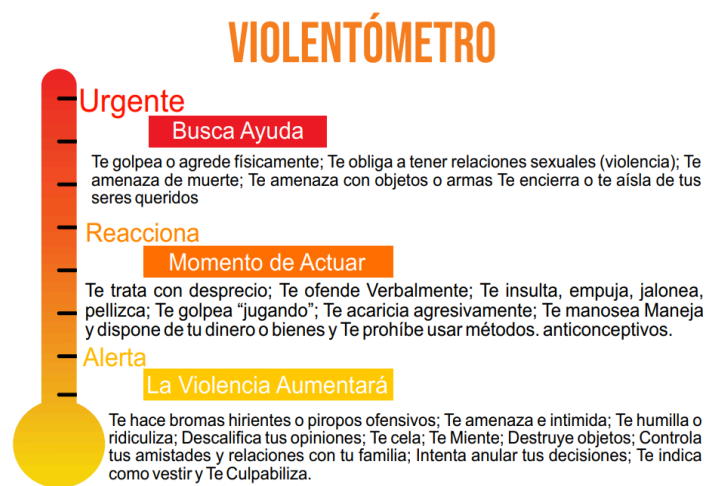 VIOLENTÓMETRO
Urgente
Busca Ayuda
Te golpea o agrede físicamente; Te obliga a tener relaciones sexuales (violencia); Te
amenaza de muerte; Te amenaza con objetos o armas Te encierra o te aísla de tus
seres queridos
Reacciona
Momento de Actuar
Te trata con desprecio; Te ofende Verbalmente; Te insulta, empuja, jalonea,
pellizca; Te golpea “jugando”; Te acaricia agresivamente; Te manosea Maneja
y dispone de tu dinero o bienes y Te prohíbe usar métodos. anticonceptivos.
Alerta
La Violencia Aumentará
Te hace bromas hirientes o piropos ofensivos; Te amenaza e intimida; Te humilla o
ridiculiza; Descalifica tus opiniones; Te cela; Te Miente; Destruye objetos; Controla
tus amistades y relaciones con tu familia; Intenta anular tus decisiones; Te indica
como vestir y Te Culpabiliza.